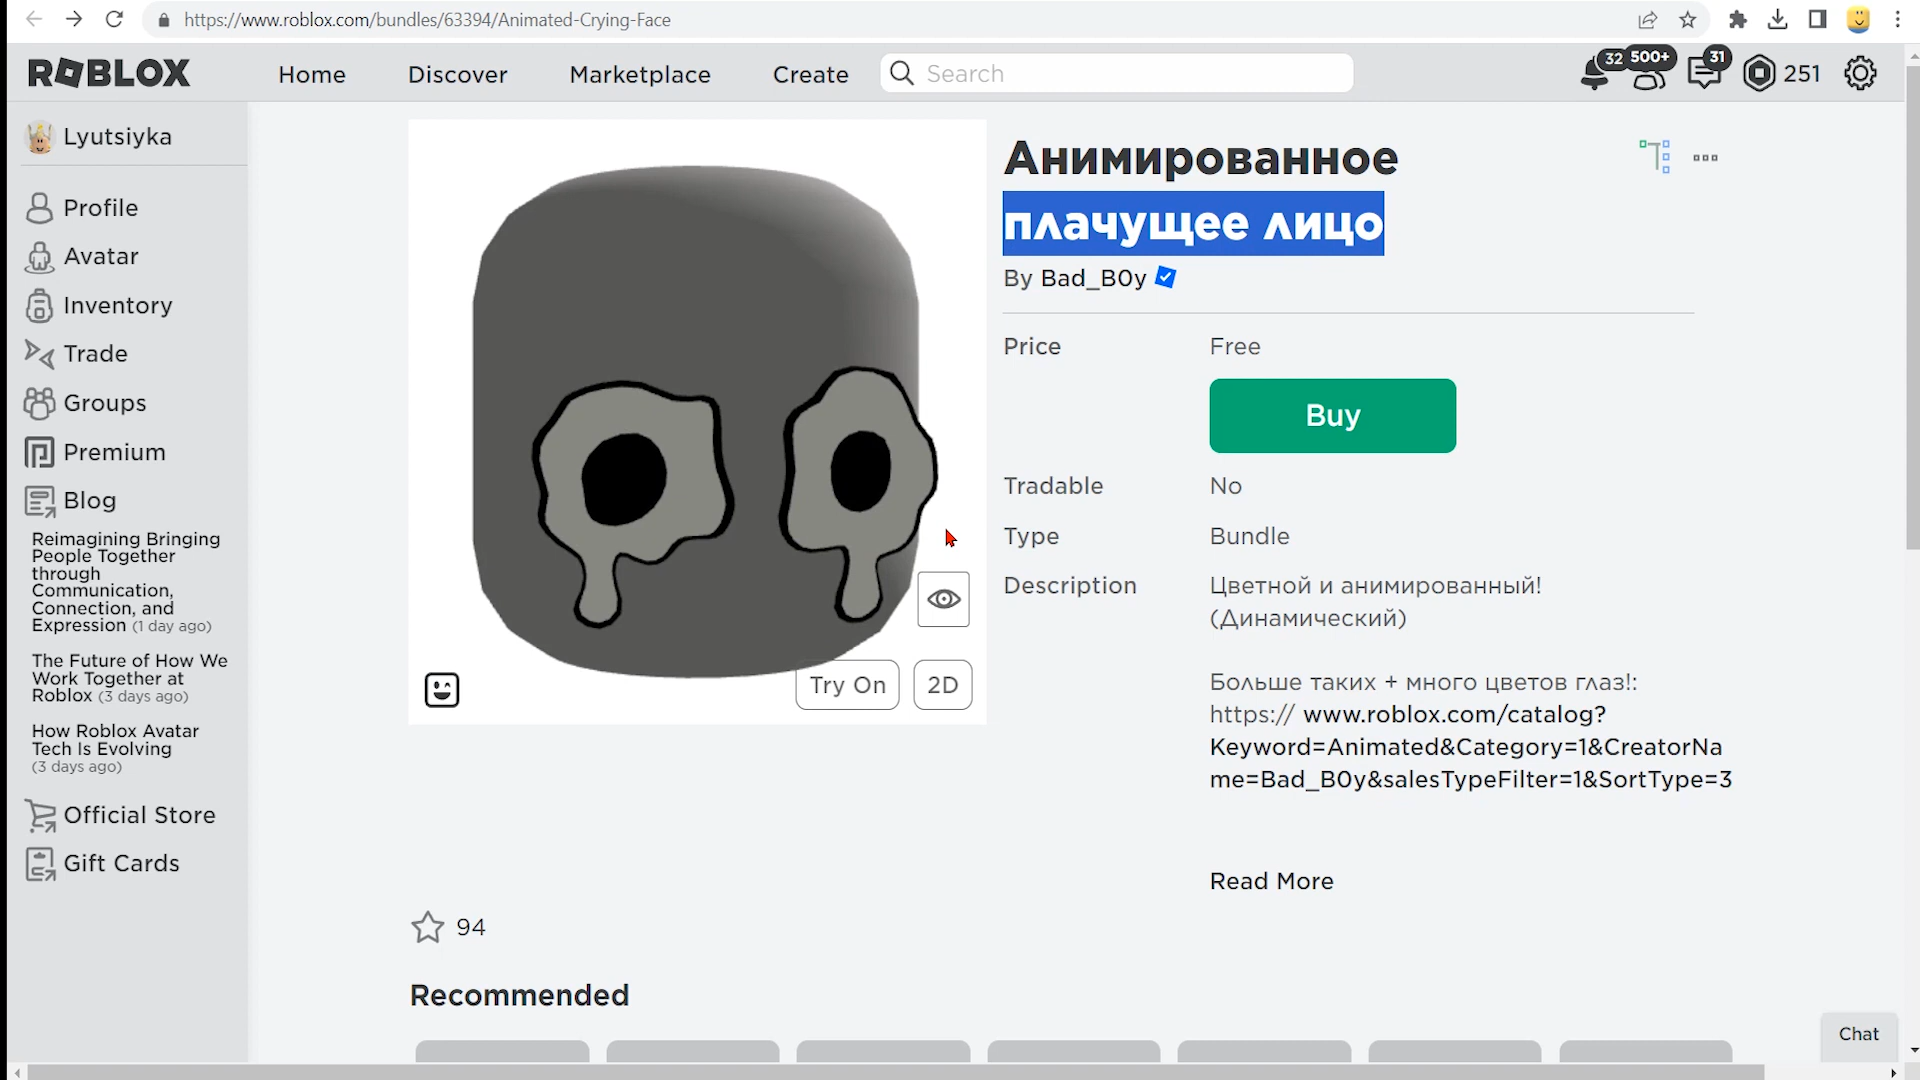 https://www.roblox.com/bundles/63394/Animated-Crying-Face
ROBLOX
Home
Discover
Marketplace
Create
Search
32
500+
31
251
Lyutsiyka
Profile
Avatar
Inventory
Trade
Groups
Premium
Blog
Reimagining Bringing
People Together
through
Communication,
Connection, and
Expression (1 day ago)
The Future of How We
Work Together at
Roblox (3 days ago)
How Roblox Avatar
Tech Is Evolving
(3 days ago)
Official Store
Gift Cards
Try On
2D
94
Анимированное
плачущее лицо
By Bad_B0y
Price
Free
Buy
Tradable
No
Type
Bundle
Description
Цветной и анимированный!
(Динамический)
Больше таких + много цветов глаз!:
https:// www.roblox.com/catalog?
Keyword=Animated&Category=1&CreatorNa
me=Bad_B0y&salesTypeFilter=1&SortType=3
Read More
Recommended
Chat